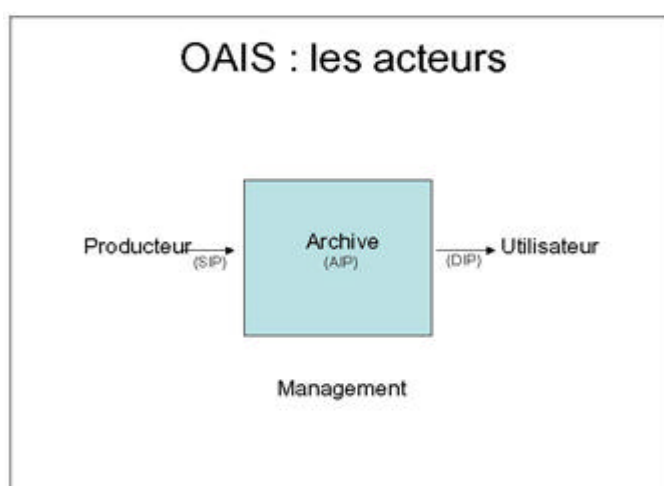 OAIS : les acteurs
Producteur
(SIP)
Archive
(AIP)
(DIP)
Utilisateur
Management